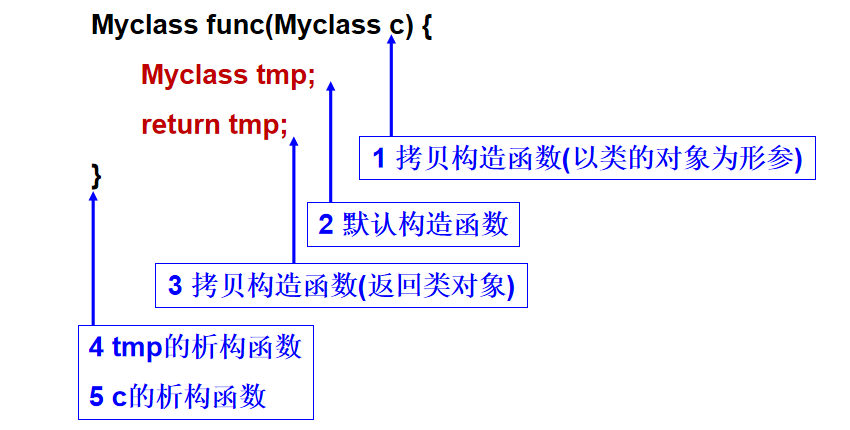 Myclass func(Myclass c) {
Myclass tmp;
return tmp;
1 拷贝构造函数(以类的对象为形参)
}
2 默认构造函数
3 拷贝构造函数(返回类对象)
4 tmp的析构函数
5 c的析构函数